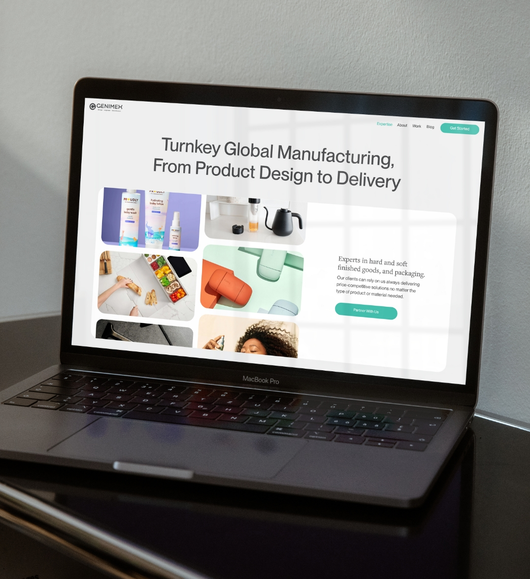 GENIMEX
Expertise About Work Blog Get Started
Turnkey Global Manufacturing,
From Product Design to Delivery
Experts in hard and soft
finished goods, and packaging.
Our clients can rely on us always delivering
price-competitive solutions no matter the
type of product or material needed.
Partner With Us
MacBook Pro